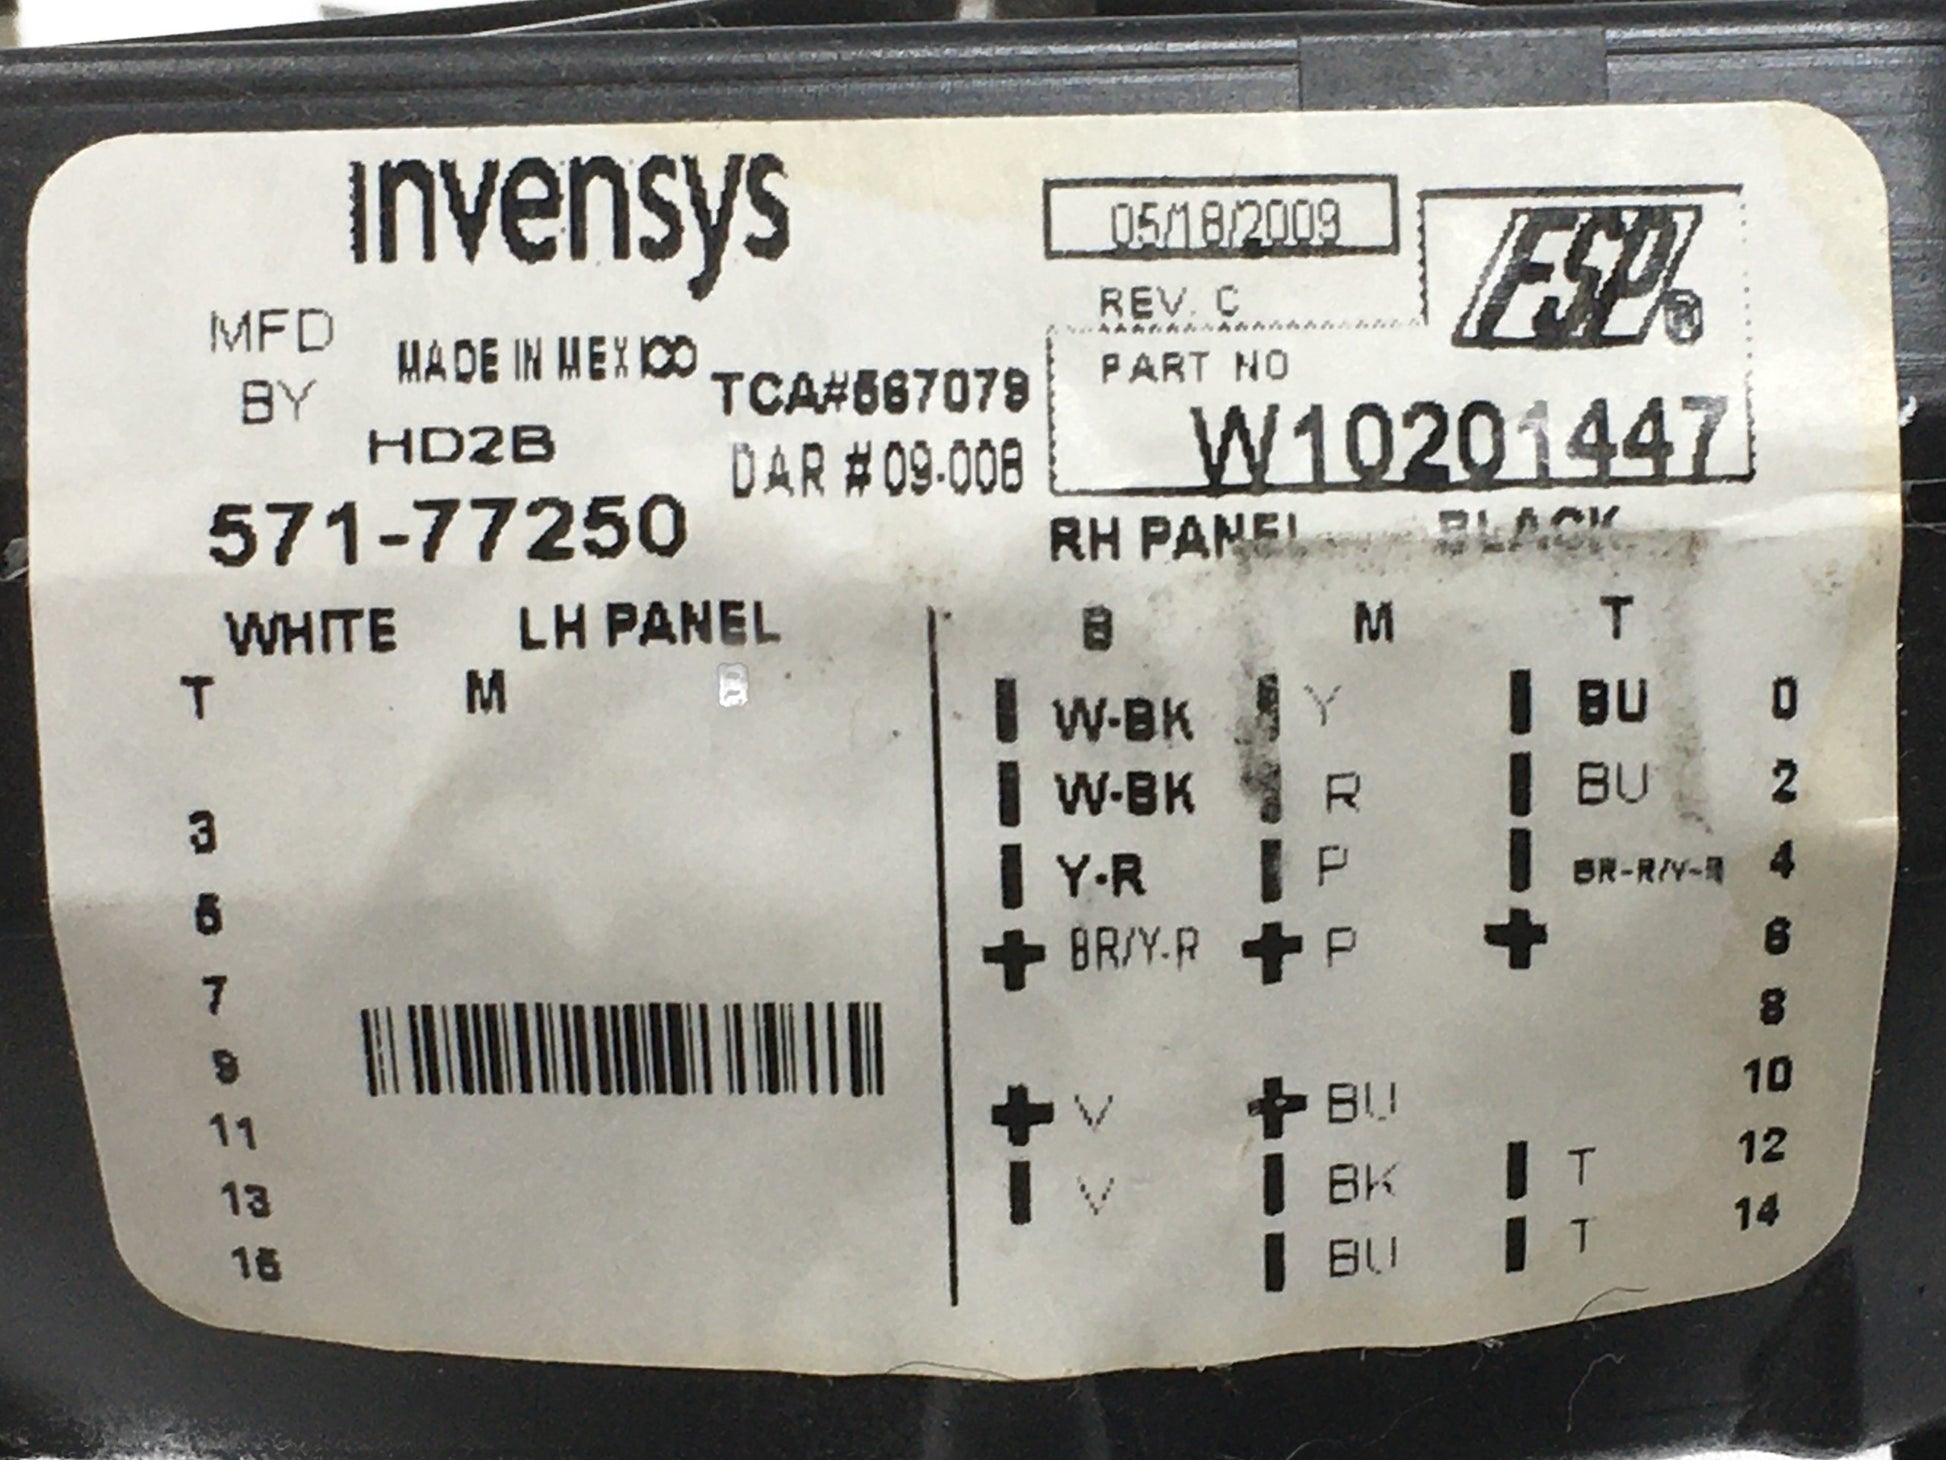 invensys
MFD
BY
MADE IN MEXICO
HD2B
571-77250
TCA#567079
DAR # 09-008
05/18/2009
REV. C
FSP®
PART NO
W10201447
WHITE LH PANEL
T M B
3
5
7
9
11
13
15
RH PANEL BLACK
B M T
W-BK Y BU 0
W-BK R BU 2
Y-R P BR-R/Y-R 4
+ BR/Y-R + P + 6
8
+ V + BU 10
V BK T 12
BU T 14